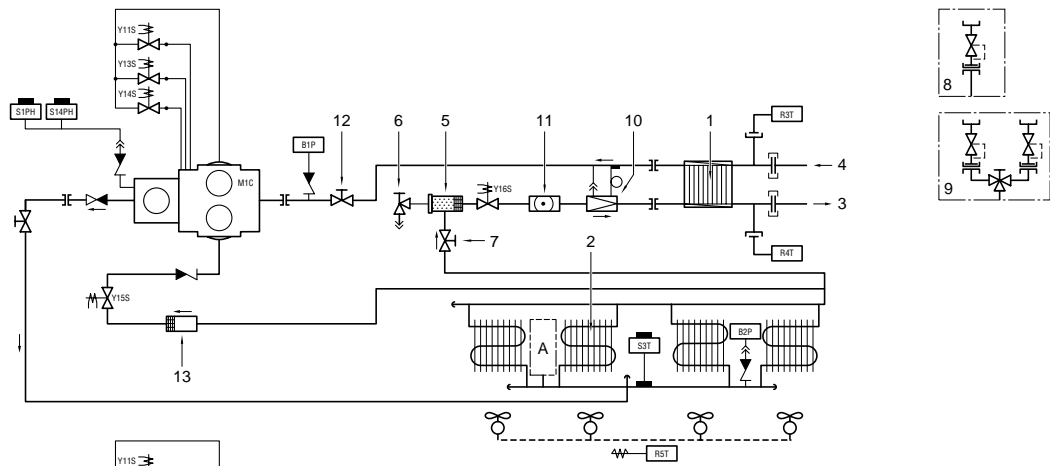 Y11S
Y13S
Y14S
S1PH
S14PH
M1C
B1P
12
6
5
11
10
1
R3T
4
3
Y16S
7
R4T
8
9
Y15S
13
2
A
S3T
B2P
R5T
Y11S